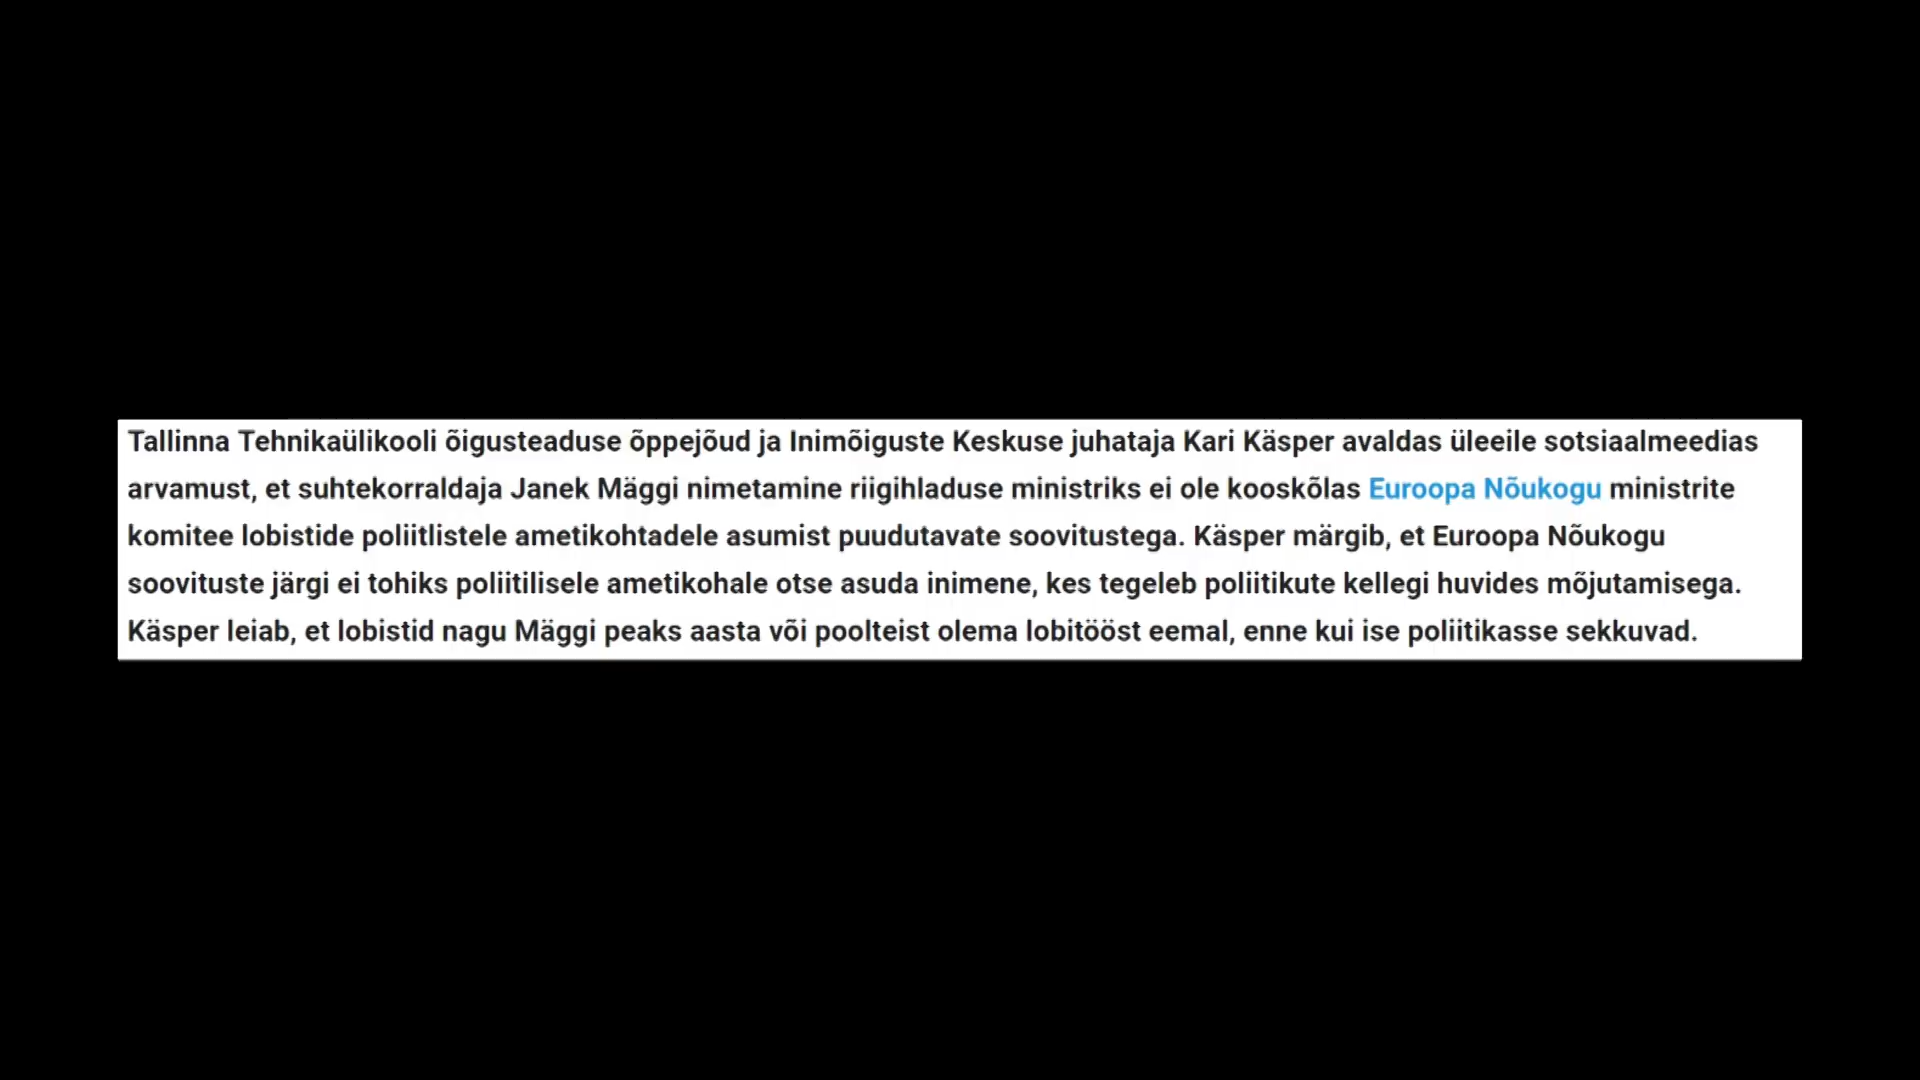 Tallinna Tehnikaülikooli õigusteaduse õppejõud ja Inimõiguste Keskuse juhataja Kari Käsper avaldas üleeile sotsiaalmeedias
arvamust, et suhtekorraldaja Janek Mäggi nimetamine riigihladuse ministriks ei ole kooskõlas Euroopa Nõukogu ministrite
komitee lobistide poliitlistele ametikohtadele asumist puudutavate soovitustega. Käsper märgib, et Euroopa Nõukogu
soovituste järgi ei tohiks poliitilisele ametikohale otse asuda inimene, kes tegeleb poliitikute kellegi huvides mõjutamisega.
Käsper leiab, et lobistid nagu Mäggi peaks aasta või poolteist olema lobitööst eemal, enne kui ise poliitikasse sekkuvad.